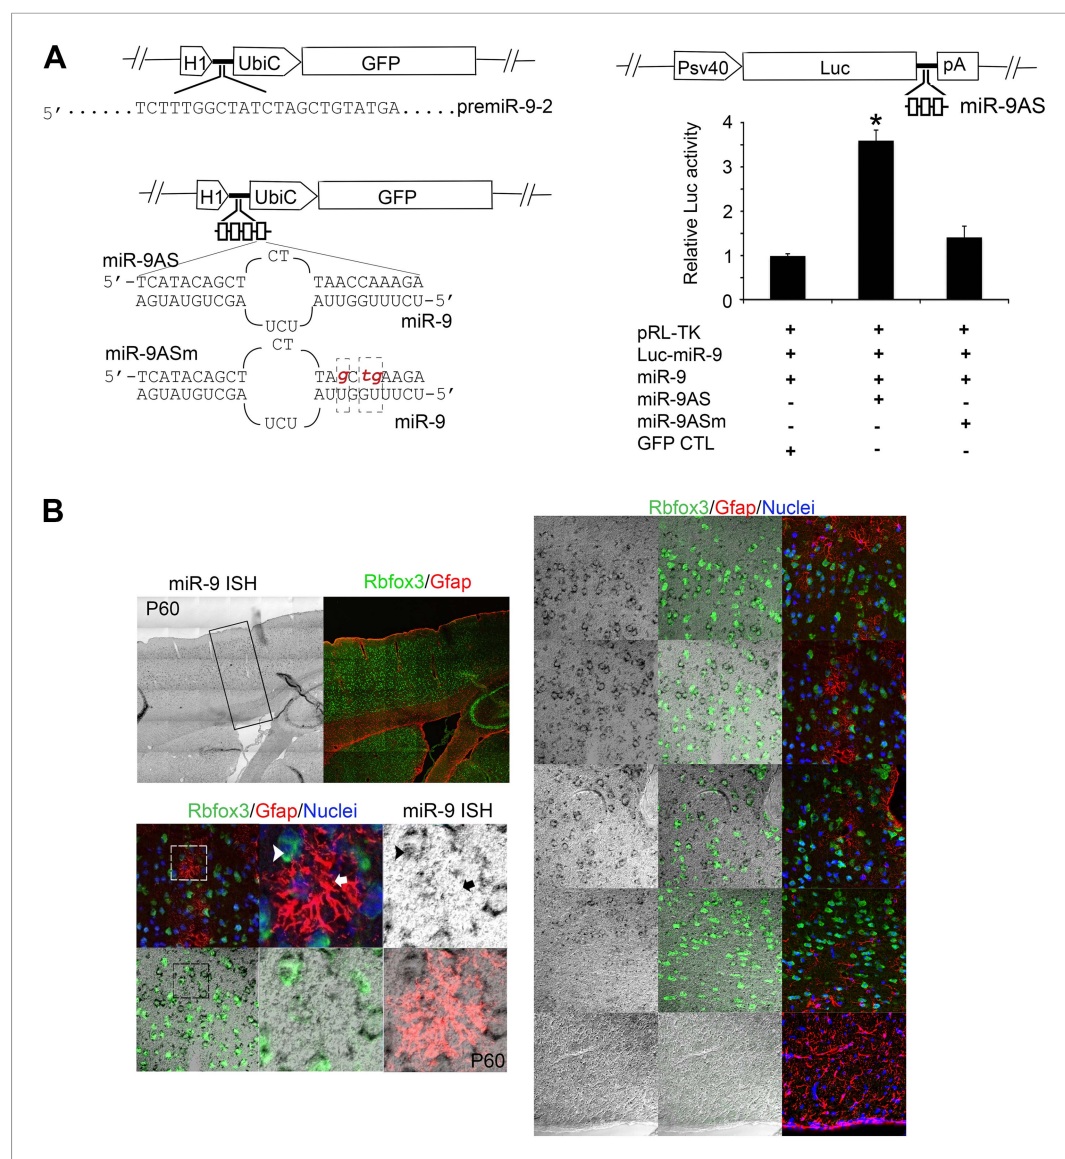 A
H1 UbiC GFP
5’......TCTTTGGCTATCTAGCTGTATGA.....premiR-9-2
H1 UbiC GFP
miR-9AS
CT
5’-TCATACAGCT TAACCAAAGA
AGUAUGUCGA AUUGGUUUCU-5’
UCU
miR-9
miR-9ASm
CT
5’-TCATACAGCT TAgCtgAAGA
AGUAUGUCGA AUUGGUUUCU-5’
UCU
miR-9
Psv40 Luc pA
miR-9AS
Relative Luc activity
4
3
2
1
0
*
pRL-TK + + +
Luc-miR-9 + + +
miR-9 + + +
miR-9AS - + -
miR-9ASm - - +
GFP CTL + - -
B
miR-9 ISH
Rbfox3/Gfap
P60
Rbfox3/Gfap/Nuclei
miR-9 ISH
P60
Rbfox3/Gfap/Nuclei